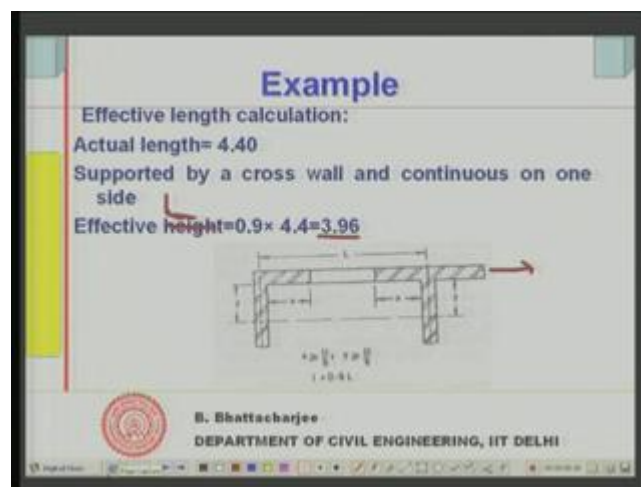 Example
Effective length calculation:
Actual length= 4.40
Supported by a cross wall and continuous on one
side
Effective height=0.9× 4.4=3.96
L
B. Bhattacharjee
DEPARTMENT OF CIVIL ENGINEERING, IIT DELHI